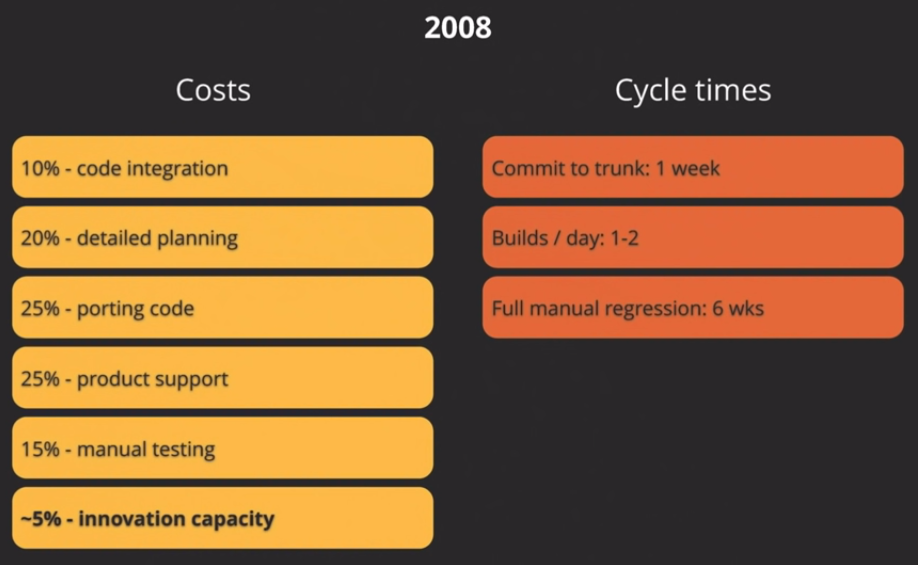 2008
Costs
10% - code integration
20% - detailed planning
25% - porting code
25% - product support
15% - manual testing
~5% - innovation capacity
Cycle times
Commit to trunk: 1 week
Builds / day: 1-2
Full manual regression: 6 wks